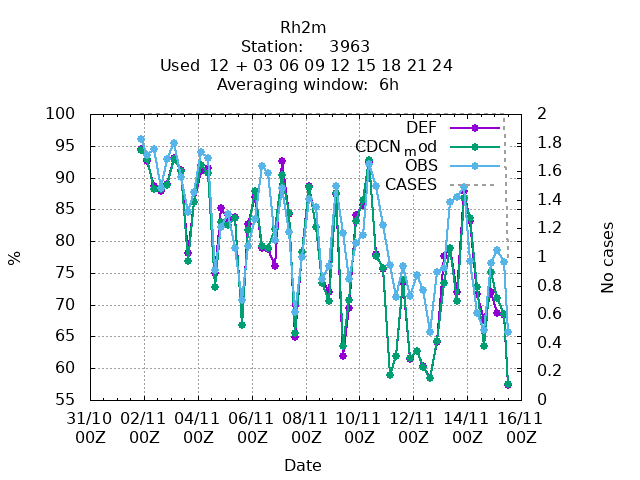 Rh2m
Station: 3963
Used 12 + 03 06 09 12 15 18 21 24
Averaging window: 6h
100
95
90
85
80
75
70
65
60
55
%
DEF
CDCN_mod
OBS
CASES
2
1.8
1.6
1.4
1.2
1
0.8
0.6
0.4
0.2
0
No cases
31/10 02/11 04/11 06/11 08/11 10/11 12/11 14/11 16/11
00Z 00Z 00Z 00Z 00Z 00Z 00Z 00Z 00Z
Date